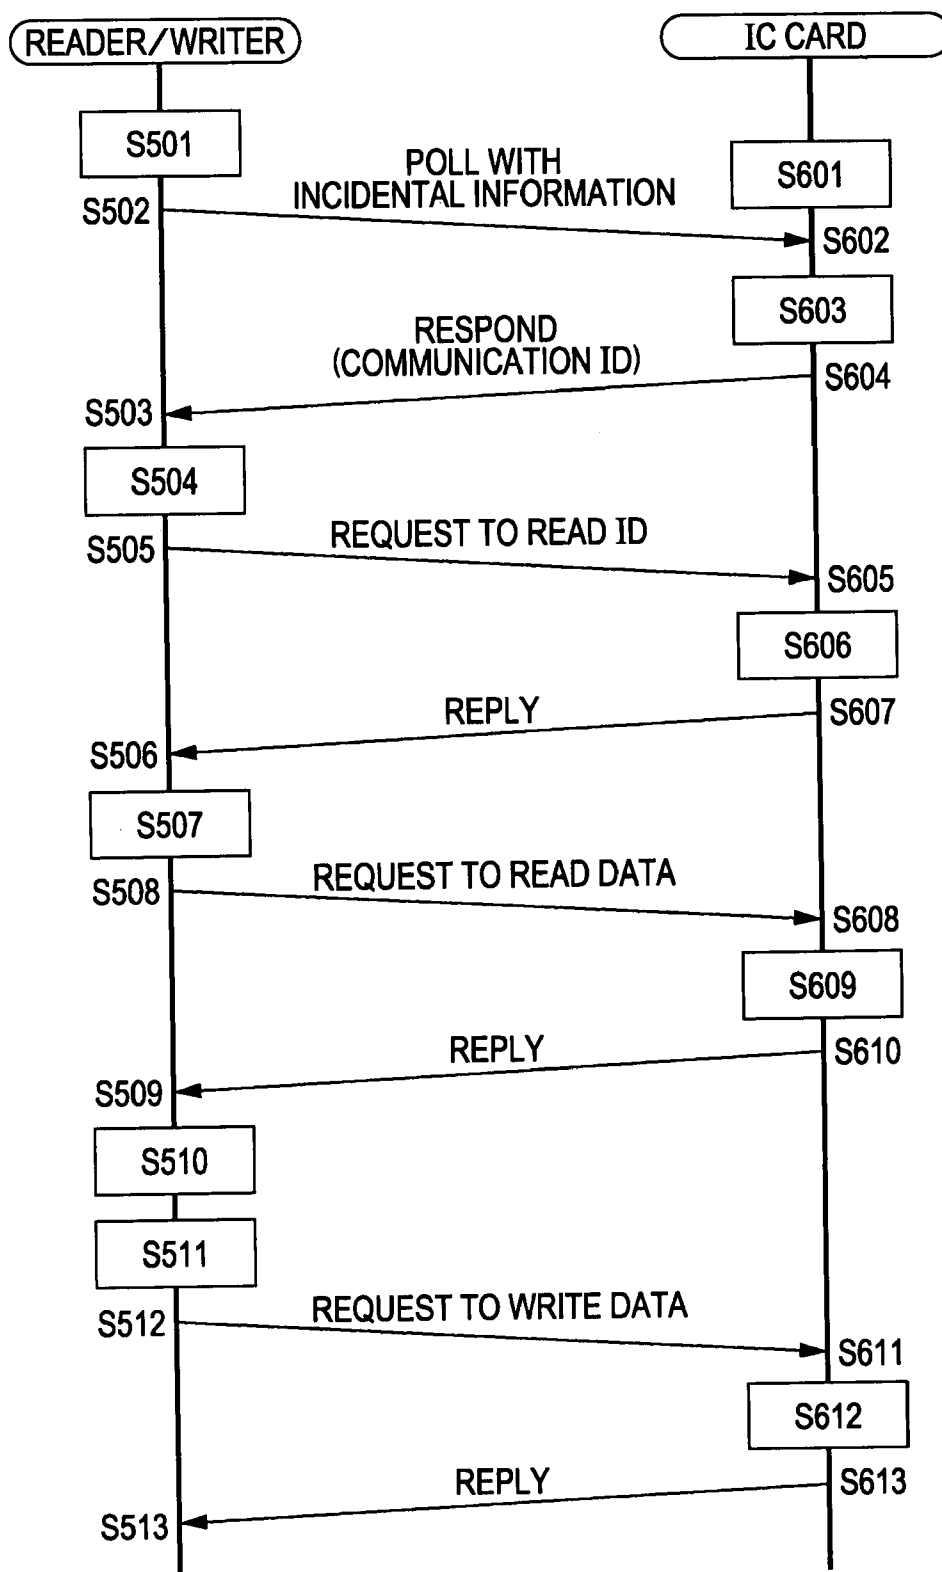 READER/WRITER
IC CARD
S501
POLL WITH
INCIDENTAL INFORMATION
S601
S502
S602
S603
RESPOND
(COMMUNICATION ID)
S604
S503
S504
REQUEST TO READ ID
S505
S605
S606
REPLY
S607
S506
S507
REQUEST TO READ DATA
S508
S608
S609
REPLY
S610
S509
S510
S511
REQUEST TO WRITE DATA
S512
S611
S612
REPLY
S613
S513